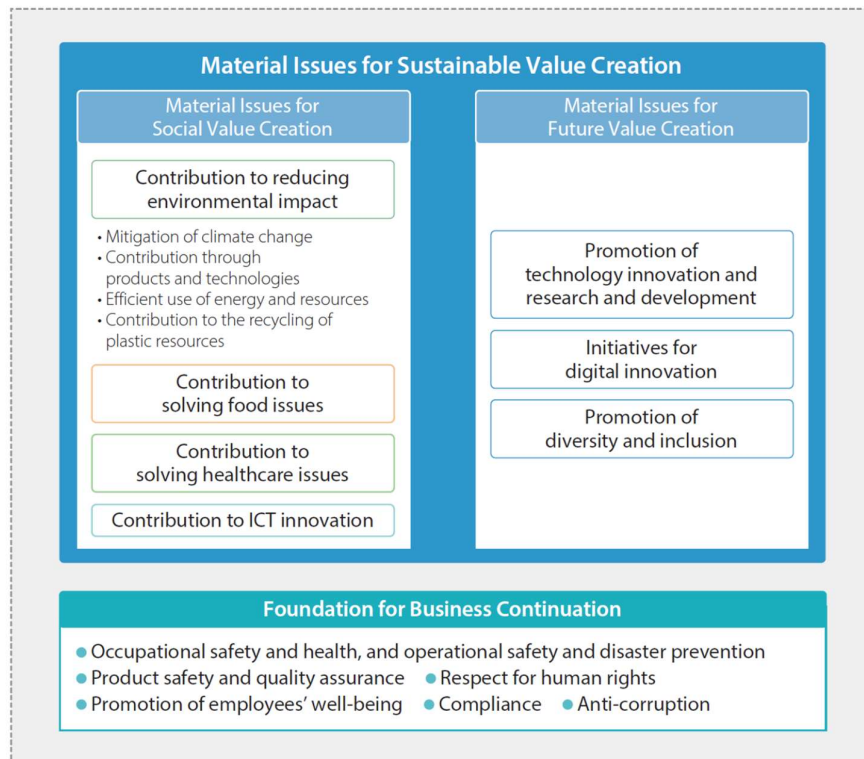 Material Issues for Sustainable Value Creation
Material Issues for
Social Value Creation
Contribution to reducing
environmental impact
• Mitigation of climate change
• Contribution through
products and technologies
• Efficient use of energy and resources
• Contribution to the recycling of
plastic resources
Contribution to
solving food issues
Contribution to
solving healthcare issues
Contribution to ICT innovation
Material Issues for
Future Value Creation
Promotion of
technology innovation and
research and development
Initiatives for
digital innovation
Promotion of
diversity and inclusion
Foundation for Business Continuation
● Occupational safety and health, and operational safety and disaster prevention
● Product safety and quality assurance ● Respect for human rights
● Promotion of employees’ well-being ● Compliance ● Anti-corruption